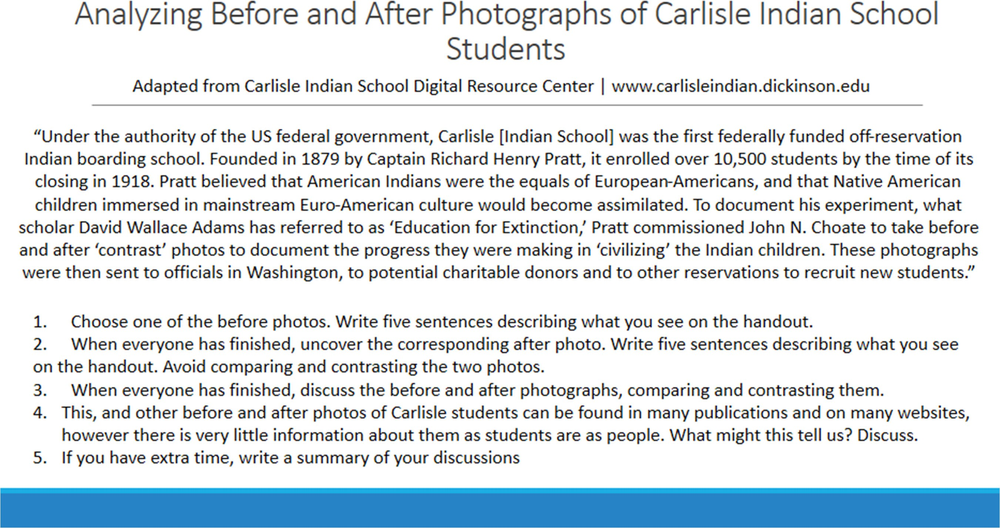 Analyzing Before and After Photographs of Carlisle Indian School
Students
Adapted from Carlisle Indian School Digital Resource Center | www.carlisleindian.dickinson.edu
“Under the authority of the US federal government, Carlisle [Indian School] was the first federally funded off-reservation
Indian boarding school. Founded in 1879 by Captain Richard Henry Pratt, it enrolled over 10,500 students by the time of its
closing in 1918. Pratt believed that American Indians were the equals of European-Americans, and that Native American
children immersed in mainstream Euro-American culture would become assimilated. To document his experiment, what
scholar David Wallace Adams has referred to as ‘Education for Extinction,’ Pratt commissioned John N. Choate to take before
and after ‘contrast’ photos to document the progress they were making in ‘civilizing’ the Indian children. These photographs
were then sent to officials in Washington, to potential charitable donors and to other reservations to recruit new students.”
1. Choose one of the before photos. Write five sentences describing what you see on the handout.
2. When everyone has finished, uncover the corresponding after photo. Write five sentences describing what you see
on the handout. Avoid comparing and contrasting the two photos.
3. When everyone has finished, discuss the before and after photographs, comparing and contrasting them.
4. This, and other before and after photos of Carlisle students can be found in many publications and on many websites,
however there is very little information about them as students are as people. What might this tell us? Discuss.
5. If you have extra time, write a summary of your discussions